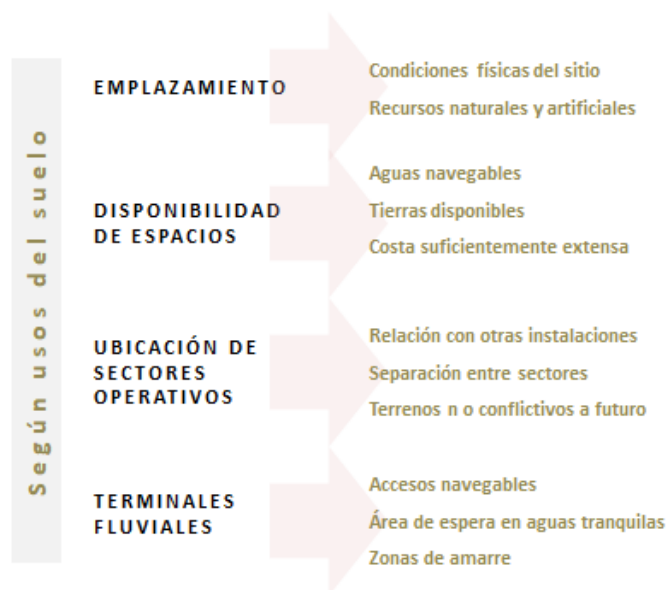 Según usos del suelo
EMPLAZAMIENTO
Condiciones físicas del sitio
Recursos naturales y artificiales
DISPONIBILIDAD
DE ESPACIOS
Aguas navegables
Tierras disponibles
Costa suficientemente extensa
UBICACIÓN DE
SECTORES
OPERATIVOS
Relación con otras instalaciones
Separación entre sectores
Terrenos n o conflictivos a futuro
TERMINALES
FLUVIALES
Accesos navegables
Área de espera en aguas tranquilas
Zonas de amarre